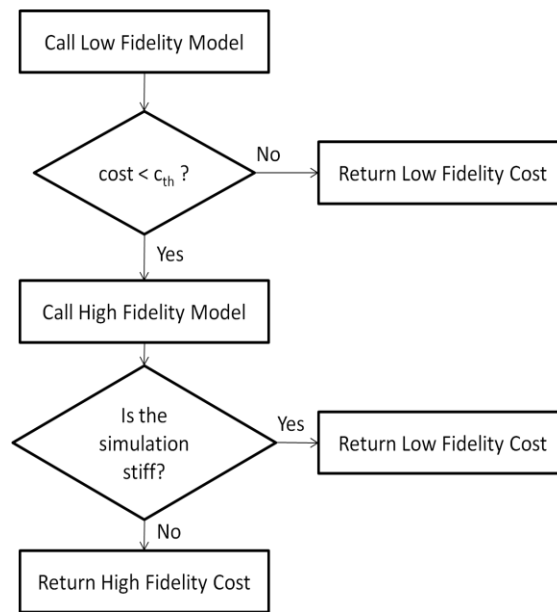 Call Low Fidelity Model
No
cost < c_th ?
Return Low Fidelity Cost
Yes
Call High Fidelity Model
Is the
simulation
stiff?
Yes
Return Low Fidelity Cost
No
Return High Fidelity Cost